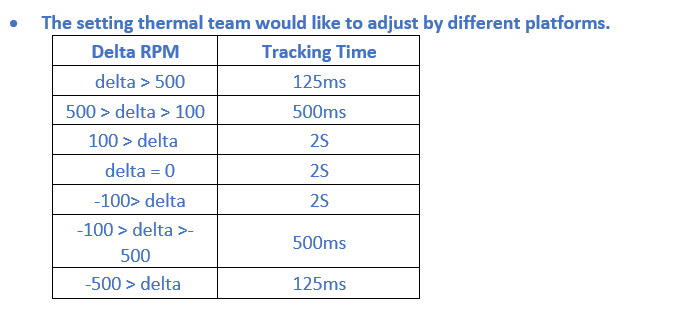 • The setting thermal team would like to adjust by different platforms.
Delta RPM Tracking Time
delta > 500 125ms
500 > delta > 100 500ms
100 > delta 2S
delta = 0 2S
-100> delta 2S
-100 > delta >-
500 500ms
-500 > delta 125ms